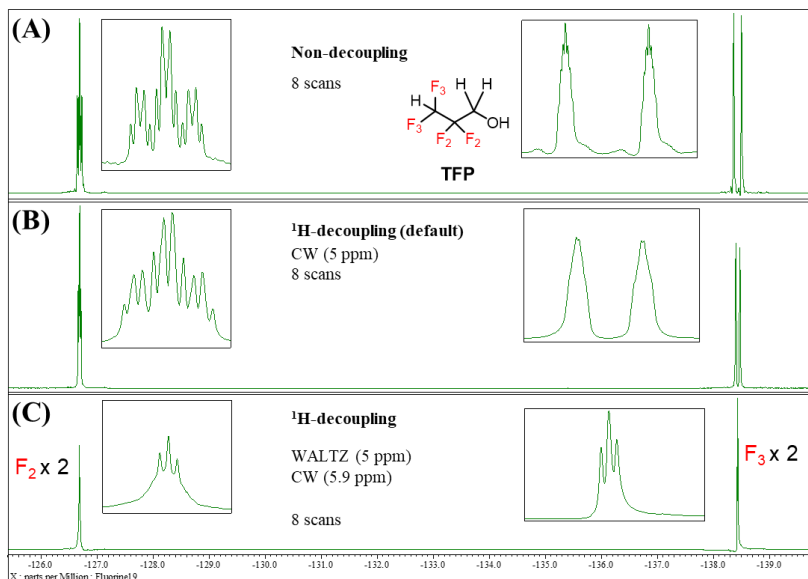 (A)
Non-decoupling
8 scans
H H
F3
H
F3
OH
F2 F2
TFP
(B)
¹H-decoupling (default)
CW (5 ppm)
8 scans
(C)
¹H-decoupling
WALTZ (5 ppm)
CW (5.9 ppm)
8 scans
F2 x 2
F3 x 2
-126.0 -127.0 -128.0 -129.0 -130.0 -131.0 -132.0 -133.0 -134.0 -135.0 -136.0 -137.0 -138.0 -139.0
X : parts per Million : Fluorine19